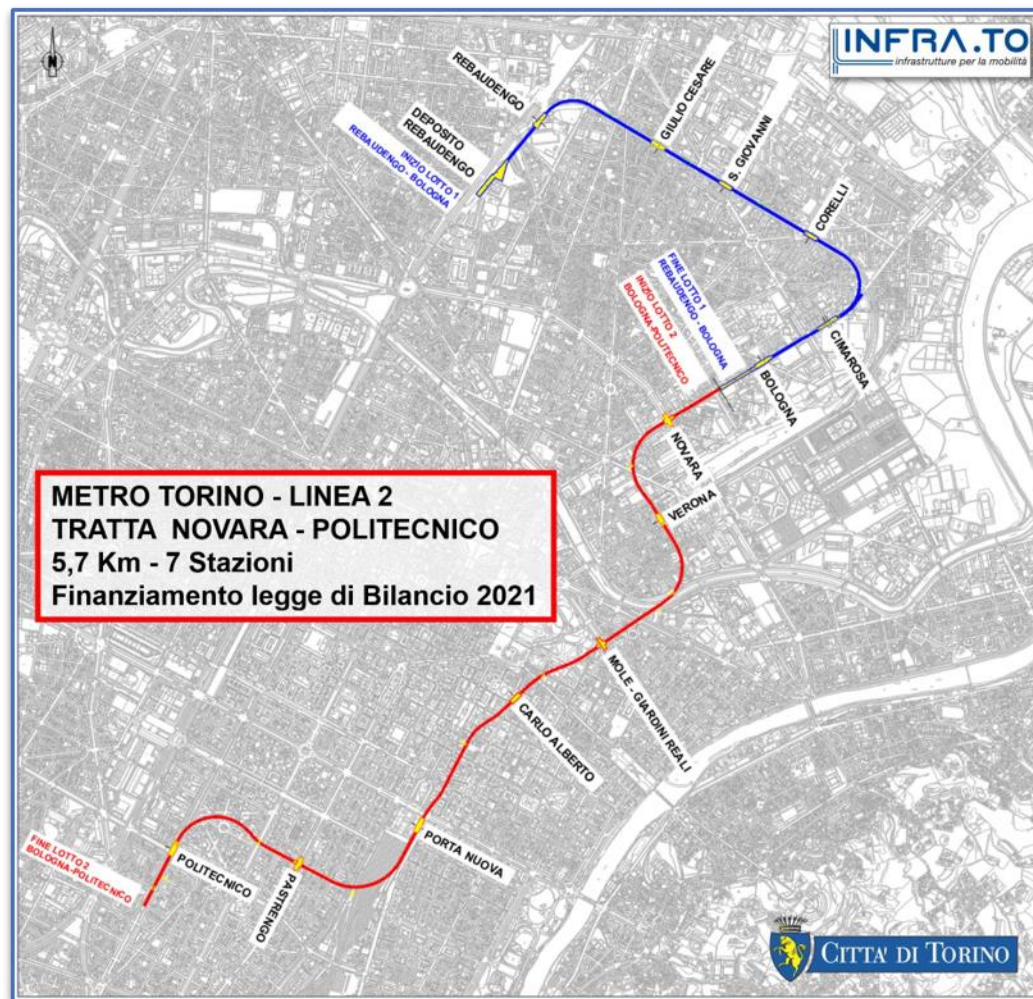 N
INFRA.TO
infrastrutture per la mobilità
REBAUDENGO
GIULIO CESARE
DEPOSITO
REBAUDENGO
INIZIO LOTTO 1
REBAUDENGO - BOLOGNA
S. GIOVANNI
CORELLI
FINE LOTTO 1
REBAUDENGO - BOLOGNA
INIZIO LOTTO 2
BOLOGNA-POLITECNICO
CIMAROSA
BOLOGNA
NOVARA
VERONA
METRO TORINO - LINEA 2
TRATTA NOVARA - POLITECNICO
5,7 Km - 7 Stazioni
Finanziamento legge di Bilancio 2021
MOLE - GIARDINI REALI
CARLO ALBERTO
PORTA NUOVA
FINE LOTTO 2
BOLOGNA-POLITECNICO
POLITECNICO
PASTRENGO
CITTA' DI TORINO